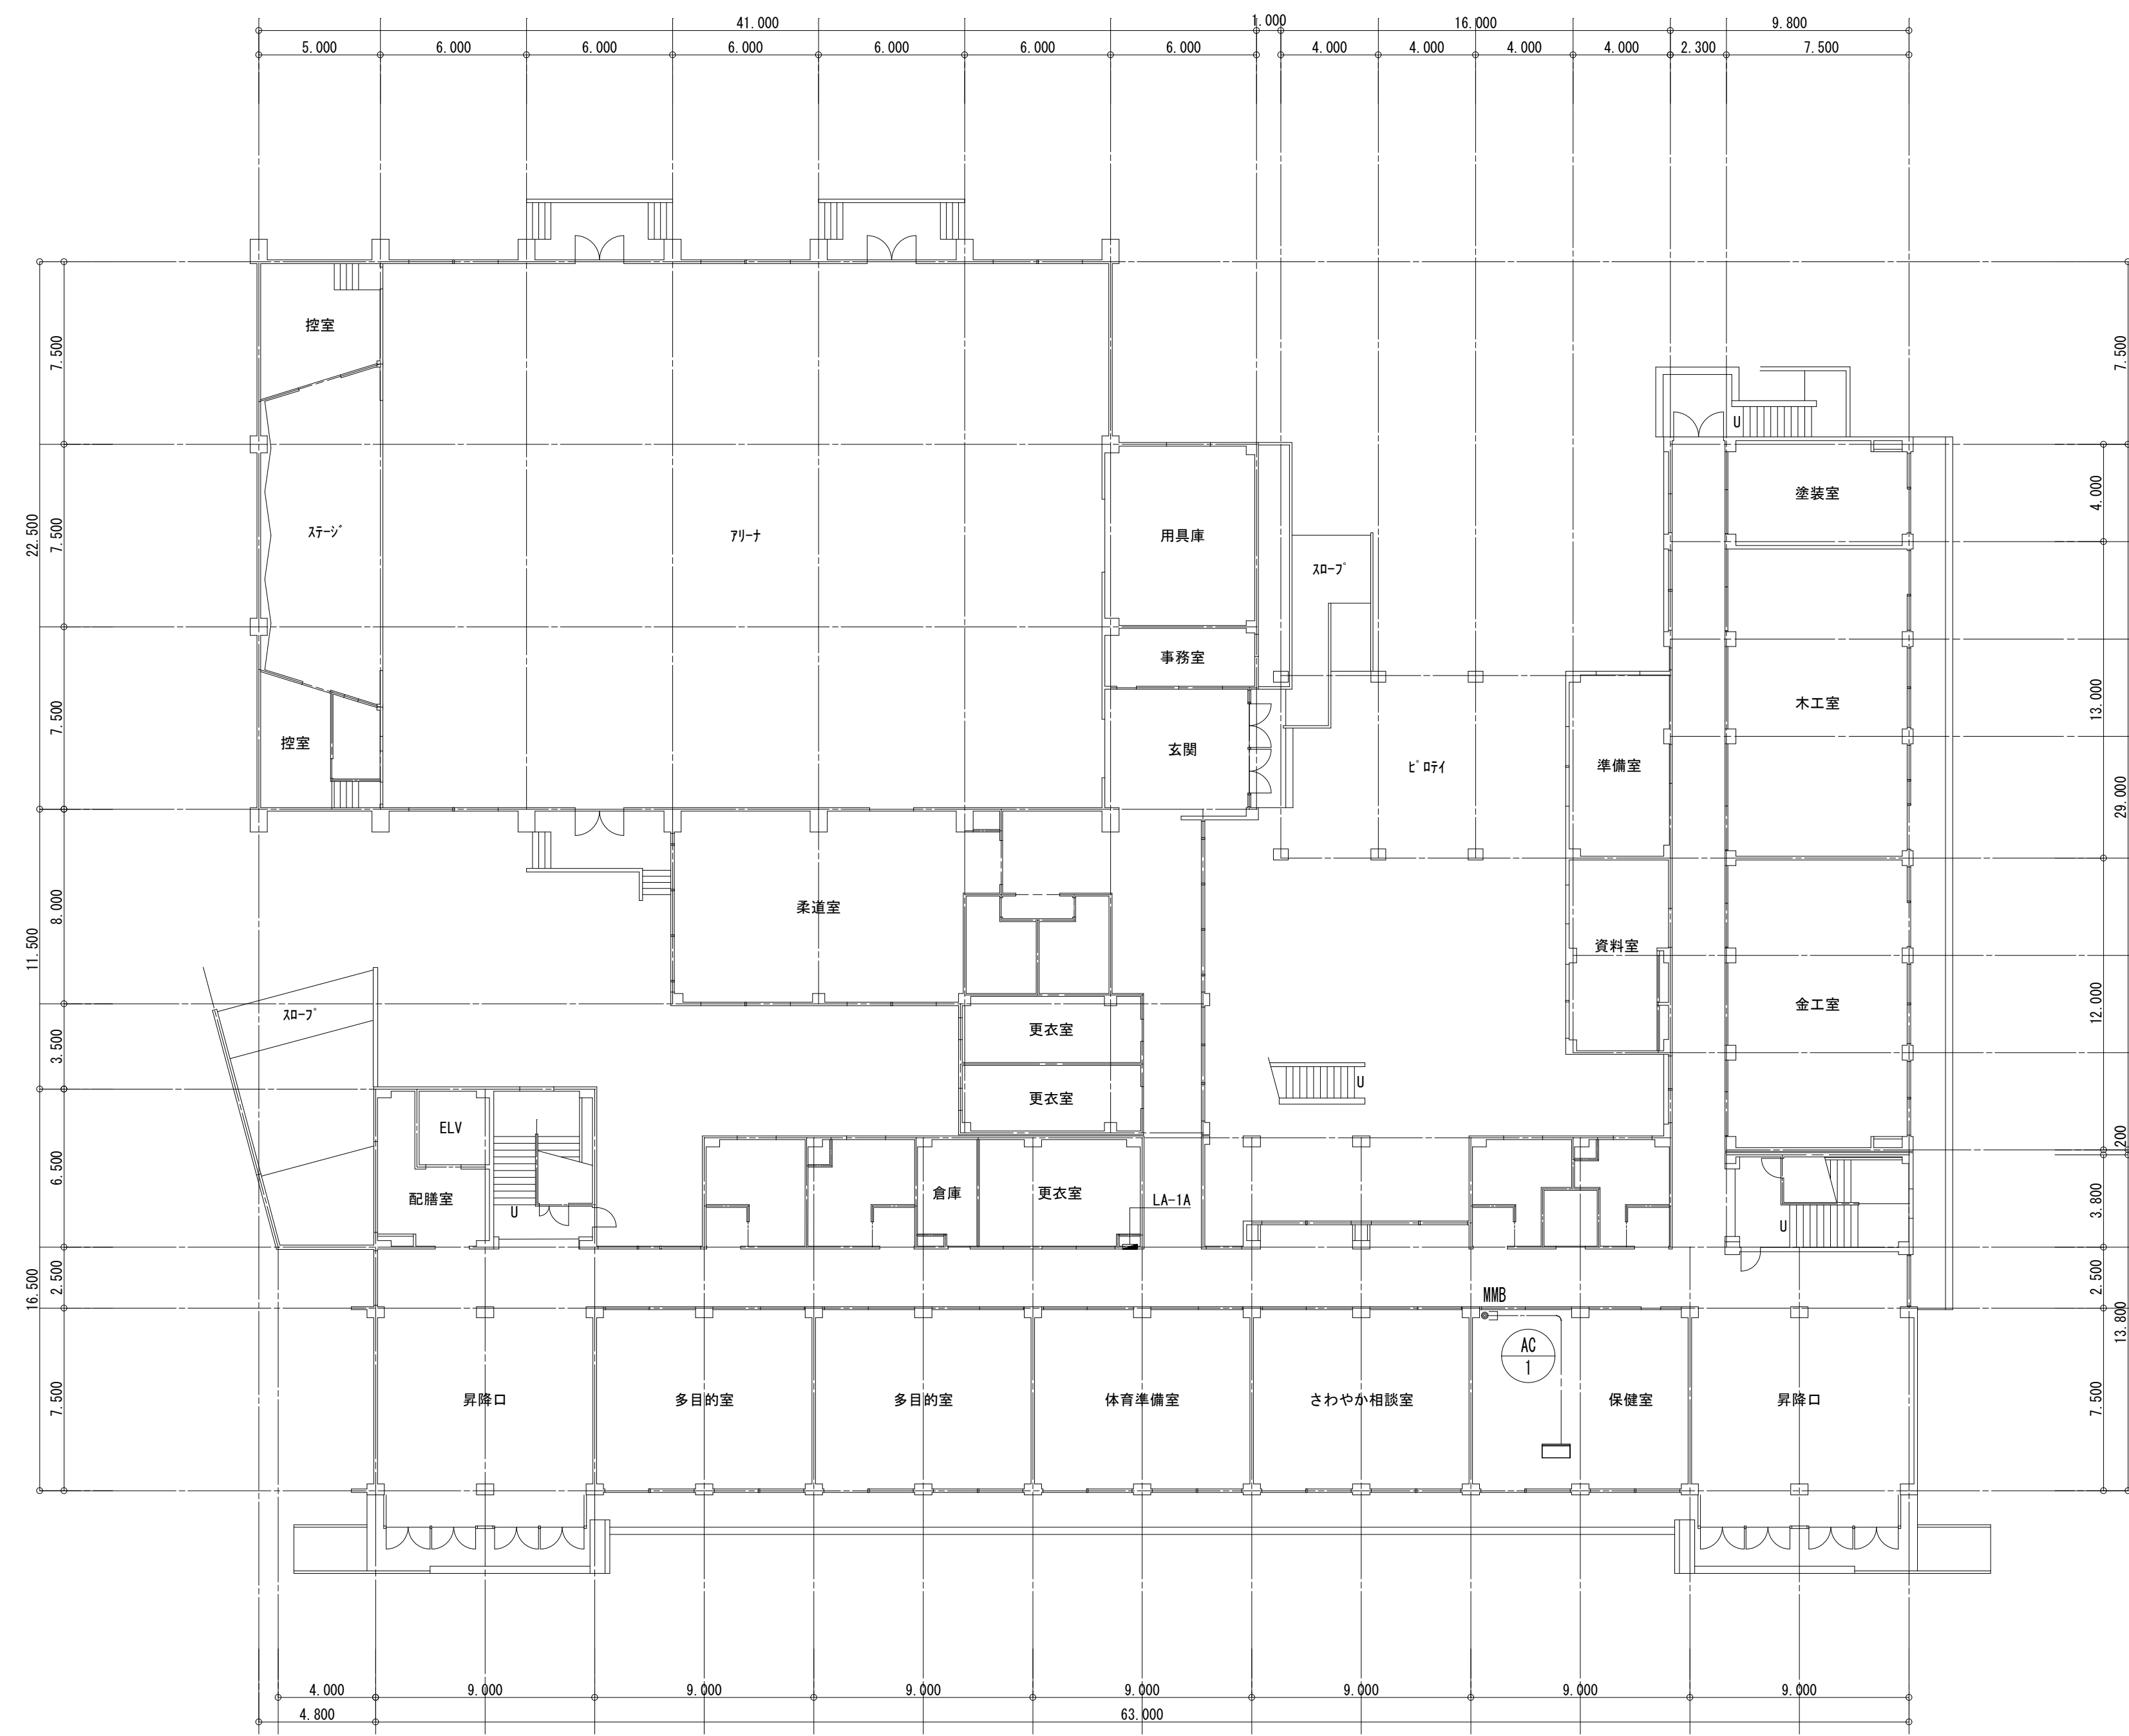 41.000
1.000
16.000
9.800
5.000
6.000
6.000
6.000
6.000
6.000
6.000
4.000
4.000
4.000
4.000
2.300
7.500
22.500
7.500
7.500
7.500
11.500
8.000
3.500
16.500
6.500
2.500
7.500
控室
ステージ
アリーナ
控室
用具庫
事務室
玄関
スロープ
ピロテイ
準備室
資料室
U
塗装室
木工室
金工室
柔道室
更衣室
更衣室
スロープ
ELV
配膳室
U
倉庫
更衣室
LA-1A
U
U
MMB
AC
1
昇降口
多目的室
多目的室
体育準備室
さわやか相談室
保健室
昇降口
7.500
4.000
13.000
29.000
12.000
200
3.800
2.500
13.800
7.500
4.000
9.000
9.000
9.000
9.000
9.000
9.000
9.000
4.800
63.000